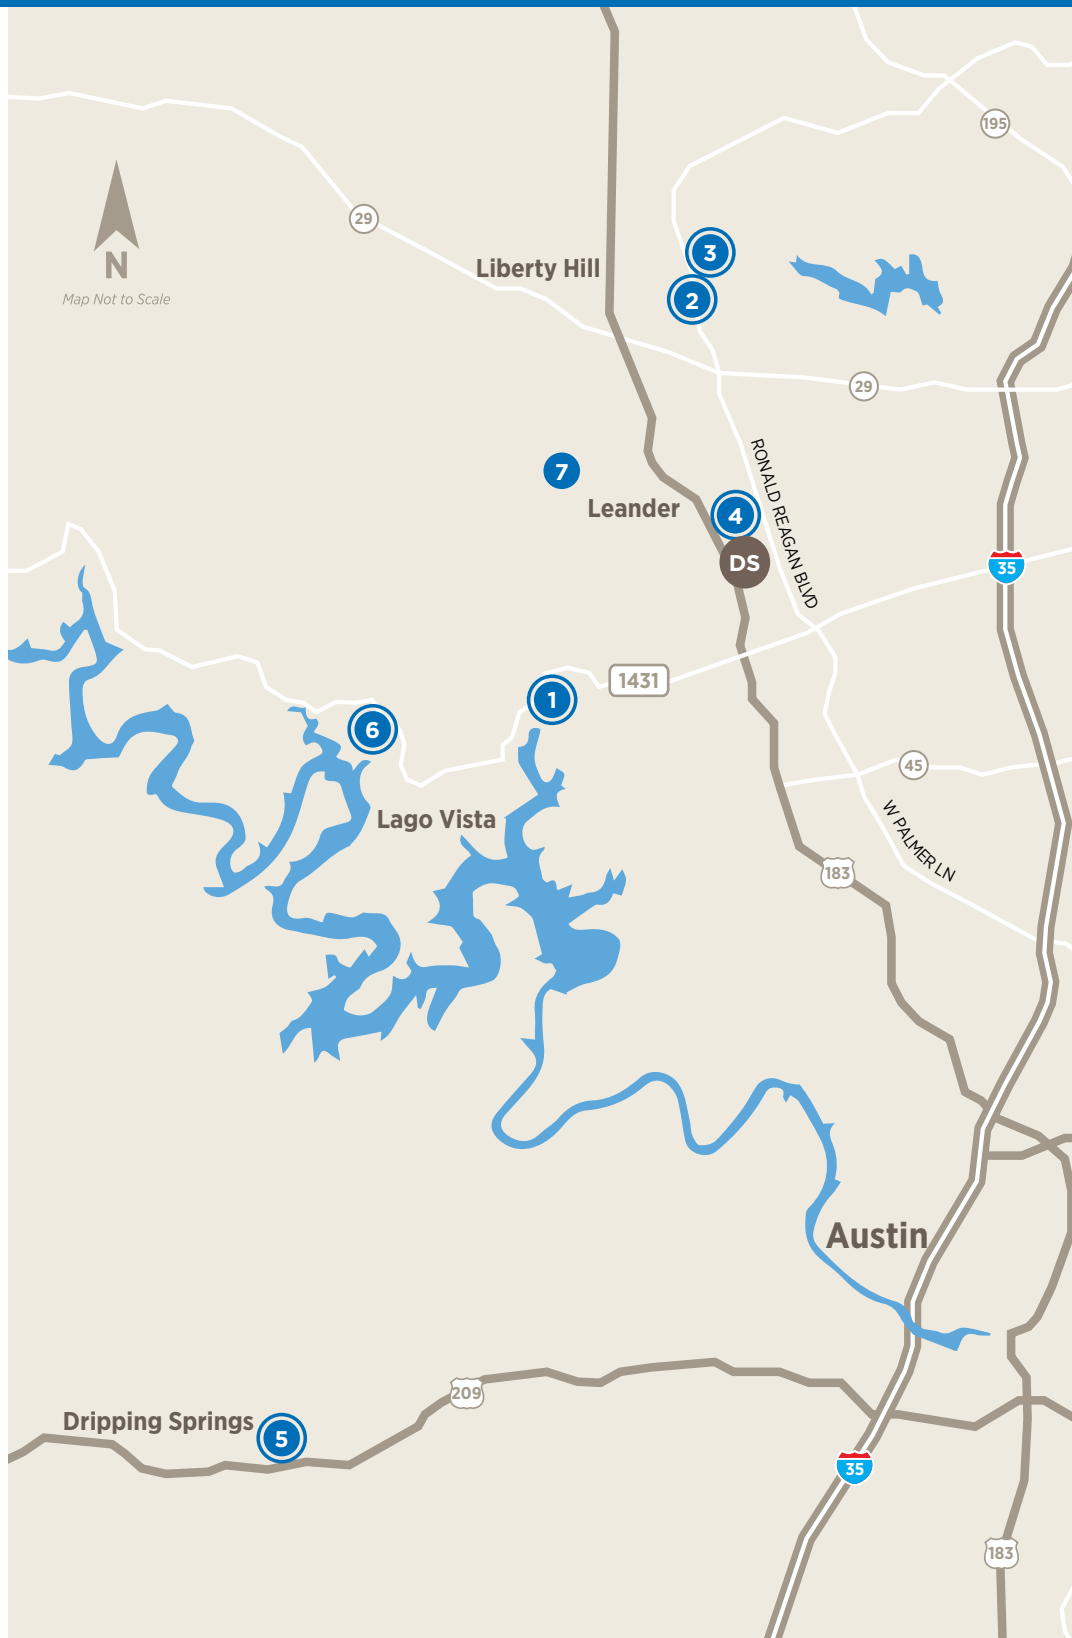 195
29
3
Liberty Hill
N
2
Map Not to Scale
29
RONALD REAGAN BLVD
7
Leander
4
DS
35
1431
1
6
45
Lago Vista
W PALMER LN
183
Austin
209
Dripping Springs
5
35
183